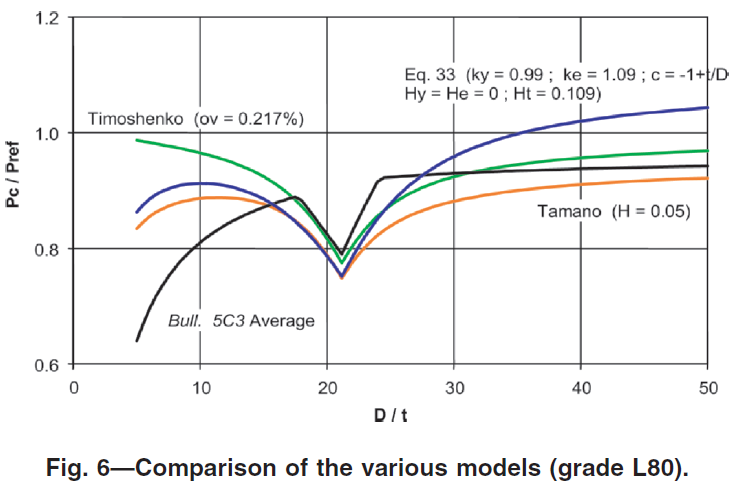 1.2
Eq. 33 (ky = 0.99 ; ke = 1.09 ; c = -1+t/D
Hy = He = 0 ; Ht = 0.109)
Timoshenko (ov = 0.217%)
1.0
Pc / Pref
Tamano (H = 0.05)
0.8
Bull. 5C3 Average
0.6
0 10 20 30 40 50
D / t
Fig. 6—Comparison of the various models (grade L80).